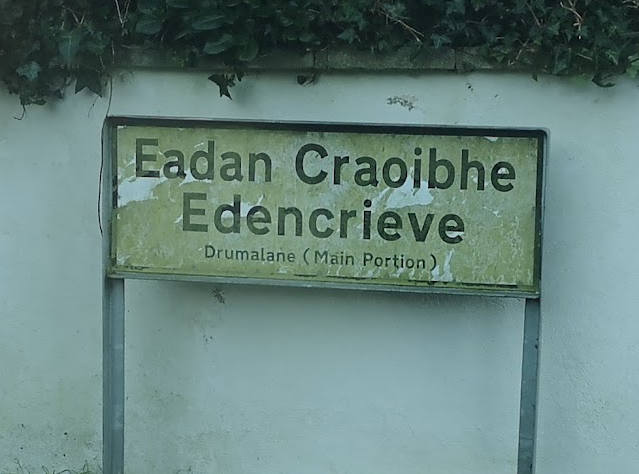 Eadan Craoibhe
Edencrieve
Drumalane (Main Portion)